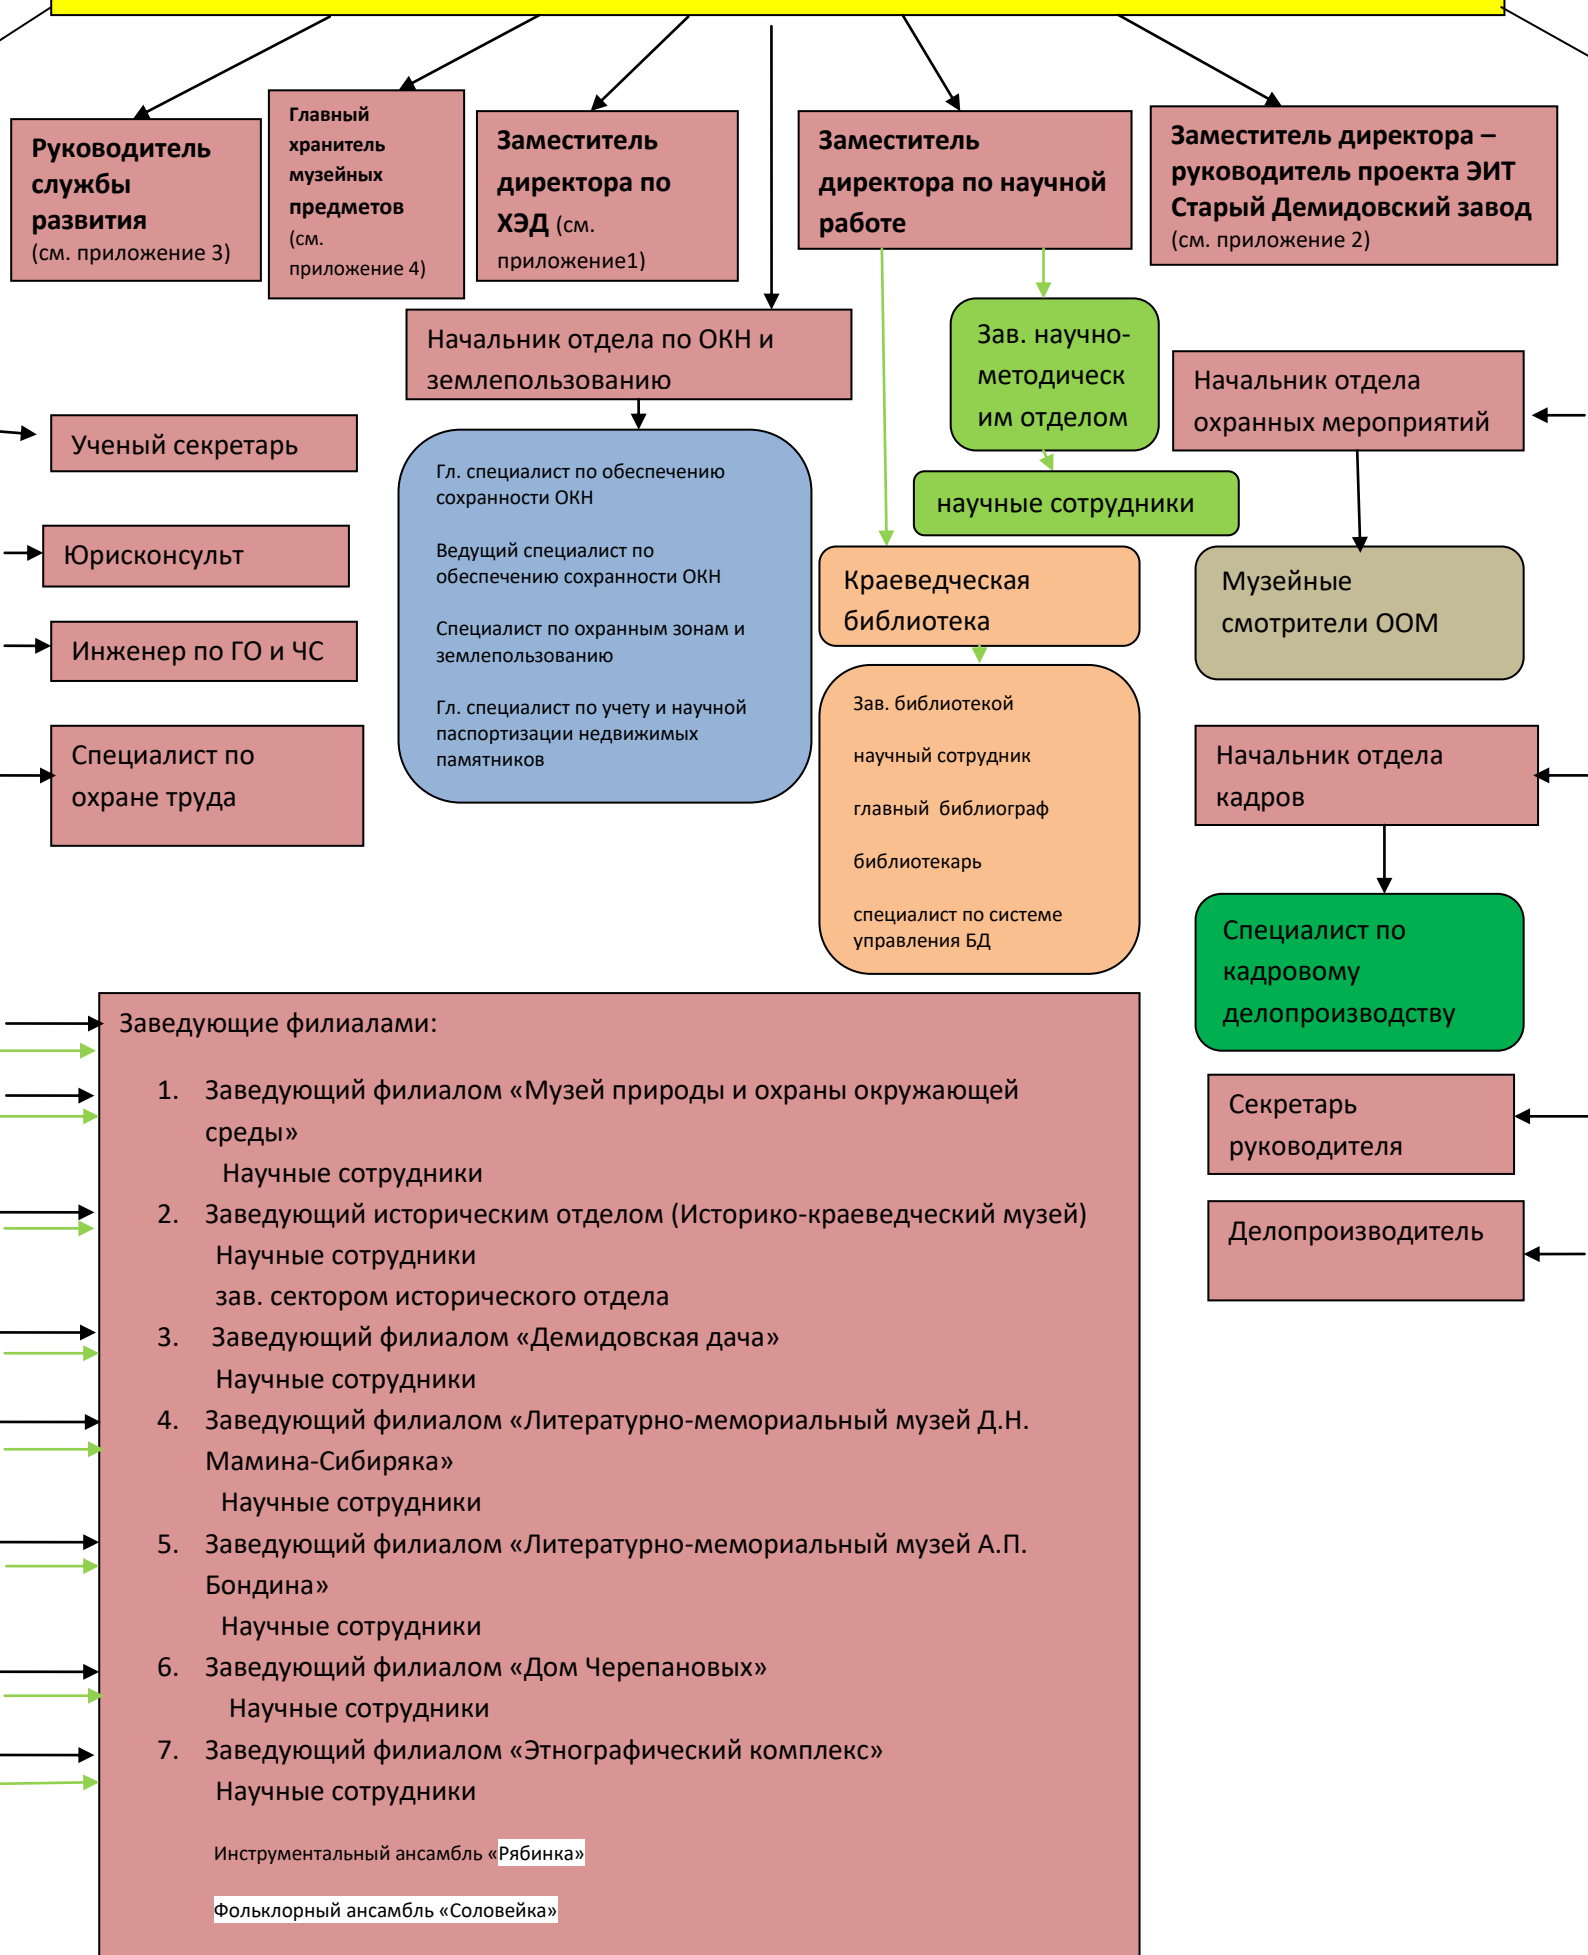 Руководитель
службы
развития
(см. приложение 3)
Главный
хранитель
музейных
предметов
(см.
приложение 4)
Заместитель
директора по
ХЭД (см.
приложение1)
Заместитель
директора по научной
работе
Заместитель директора –
руководитель проекта ЭИТ
Старый Демидовский завод
(см. приложение 2)
Начальник отдела по ОКН и
землепользованию
Зав. научно-
методическ
им отделом
Начальник отдела
охранных мероприятий
Ученый секретарь
Гл. специалист по обеспечению
сохранности ОКН
Ведущий специалист по
обеспечению сохранности ОКН
Специалист по охранным зонам и
землепользованию
Гл. специалист по учету и научной
паспортизации недвижимых
памятников
научные сотрудники
Юрисконсульт
Краеведческая
библиотека
Музейные
смотрители ООМ
Инженер по ГО и ЧС
Зав. библиотекой
научный сотрудник
главный  библиограф
библиотекарь
специалист по системе
управления БД
Специалист по
охране труда
Начальник отдела
кадров
Специалист по
кадровому
делопроизводству
Секретарь
руководителя
Делопроизводитель
Заведующие филиалами:
1. Заведующий филиалом «Музей природы и охраны окружающей
среды»
Научные сотрудники
2. Заведующий историческим отделом (Историко-краеведческий музей)
Научные сотрудники
зав. сектором исторического отдела
3. Заведующий филиалом «Демидовская дача»
Научные сотрудники
4. Заведующий филиалом «Литературно-мемориальный музей Д.Н.
Мамина-Сибиряка»
Научные сотрудники
5. Заведующий филиалом «Литературно-мемориальный музей А.П.
Бондина»
Научные сотрудники
6. Заведующий филиалом «Дом Черепановых»
Научные сотрудники
7. Заведующий филиалом «Этнографический комплекс»
Научные сотрудники
Инструментальный ансамбль «Рябинка»
Фольклорный ансамбль «Соловейка»